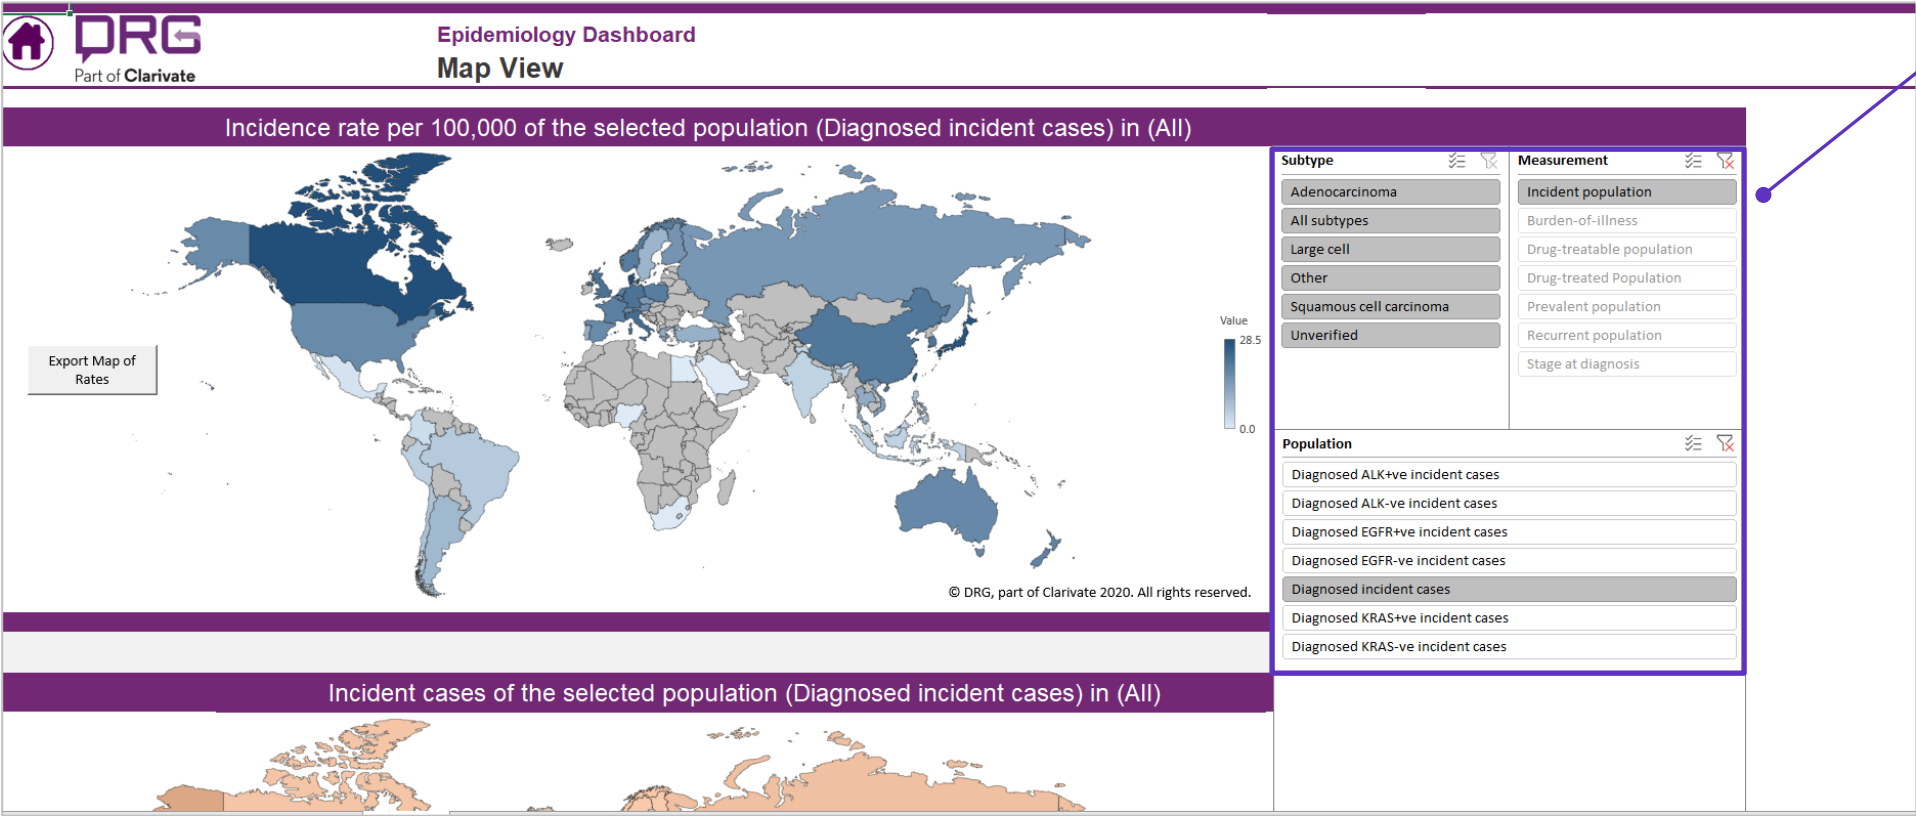 DRG
Part of Clarivate
Epidemiology Dashboard
Map View
Incidence rate per 100,000 of the selected population (Diagnosed incident cases) in (All)
Subtype
Adenocarcinoma
All subtypes
Large cell
Other
Squamous cell carcinoma
Unverified
Measurement
Incident population
Burden-of-illness
Drug-treatable population
Drug-treated Population
Prevalent population
Recurrent population
Stage at diagnosis
Value
28.5
0.0
Export Map of
Rates
Population
Diagnosed ALK+ve incident cases
Diagnosed ALK-ve incident cases
Diagnosed EGFR+ve incident cases
Diagnosed EGFR-ve incident cases
Diagnosed incident cases
Diagnosed KRAS+ve incident cases
Diagnosed KRAS-ve incident cases
© DRG, part of Clarivate 2020. All rights reserved.
Incident cases of the selected population (Diagnosed incident cases) in (All)